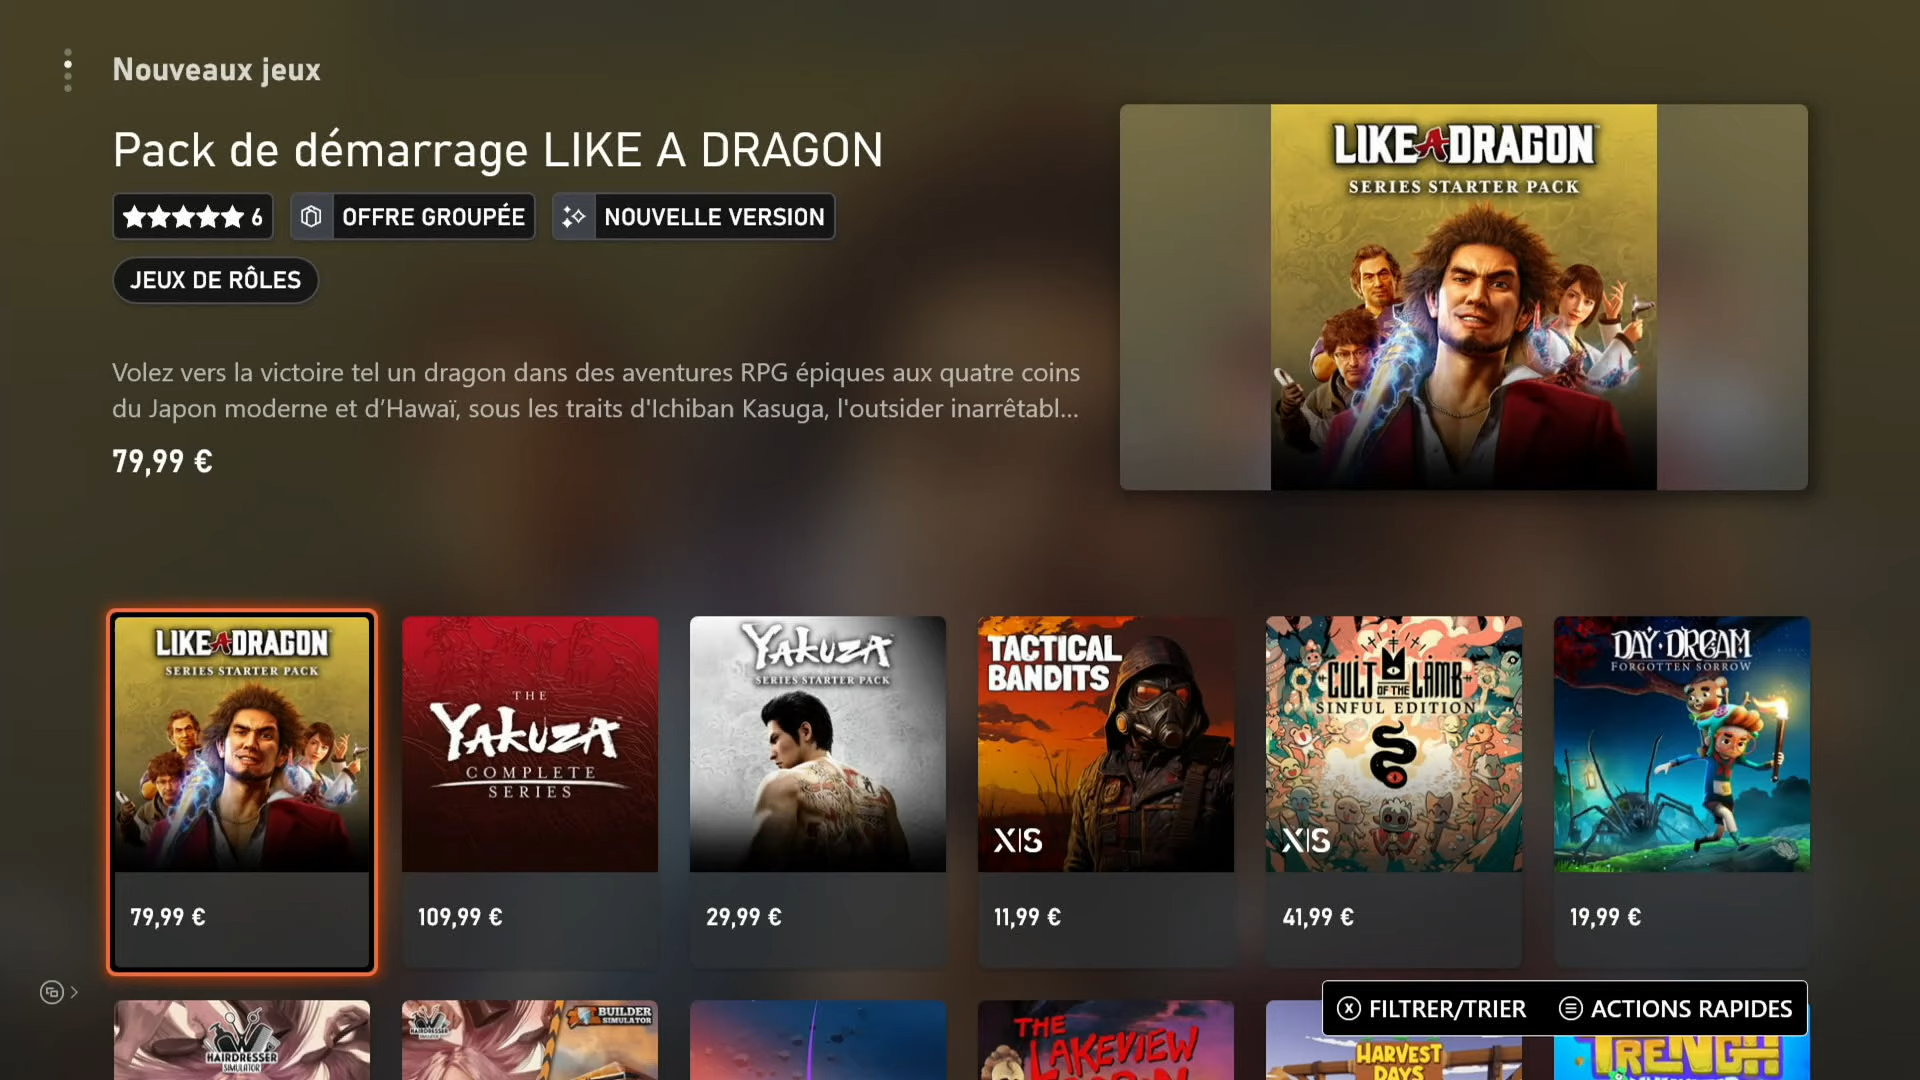 Nouveaux jeux
Pack de démarrage LIKE A DRAGON
6
OFFRE GROUPÉE
NOUVELLE VERSION
JEUX DE RÔLES
Volez vers la victoire tel un dragon dans des aventures RPG épiques aux quatre coins
du Japon moderne et d’Hawaï, sous les traits d'Ichiban Kasuga, l'outsider inarrêtabl...
79,99 €
LIKE A DRAGON
SERIES STARTER PACK
LIKE A DRAGON
SERIES STARTER PACK
79,99 €
THE
YAKUZA
COMPLETE
SERIES
109,99 €
YAKUZA
SERIES STARTER PACK
29,99 €
TACTICAL
BANDITS
X|S
11,99 €
CULT OF THE LAMB
SINFUL EDITION
X|S
41,99 €
DAY DREAM
FORGOTTEN SORROW
19,99 €
HAIRDRESSER
SIMULATOR
HAIRDRESSER
BUILDER
SIMULATOR
THE
LAKEVIEW
HARVEST
DAYS
TRENCH
FILTRER/TRIER
ACTIONS RAPIDES